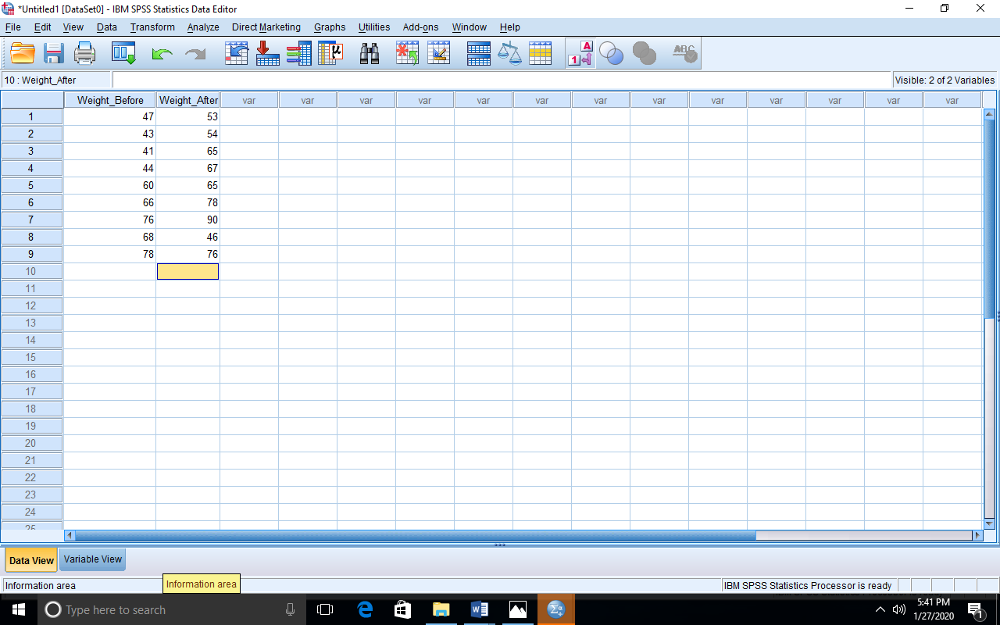 *Untitled1 [DataSet0] - IBM SPSS Statistics Data Editor
File Edit View Data Transform Analyze Direct Marketing Graphs Utilities Add-ons Window Help
1 A μ ABC
10 : Weight_After Visible: 2 of 2 Variables
Weight_Before Weight_After var var var var var var var var var var var var var
1 47 53
2 43 54
3 41 65
4 44 67
5 60 65
6 66 78
7 76 90
8 68 46
9 78 76
10
11
12
13
14
15
16
17
18
19
20
21
22
23
24
Data View Variable View
Information area Information area IBM SPSS Statistics Processor is ready
Type here to search
5:41 PM
1/27/2020
1